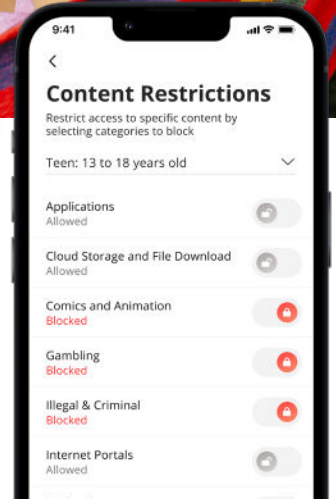 9:41
Content Restrictions
Restrict access to specific content by
selecting categories to block
Teen: 13 to 18 years old
Applications
Allowed
Cloud Storage and File Download
Allowed
Comics and Animation
Blocked
Gambling
Blocked
Illegal & Criminal
Blocked
Internet Portals
Allowed